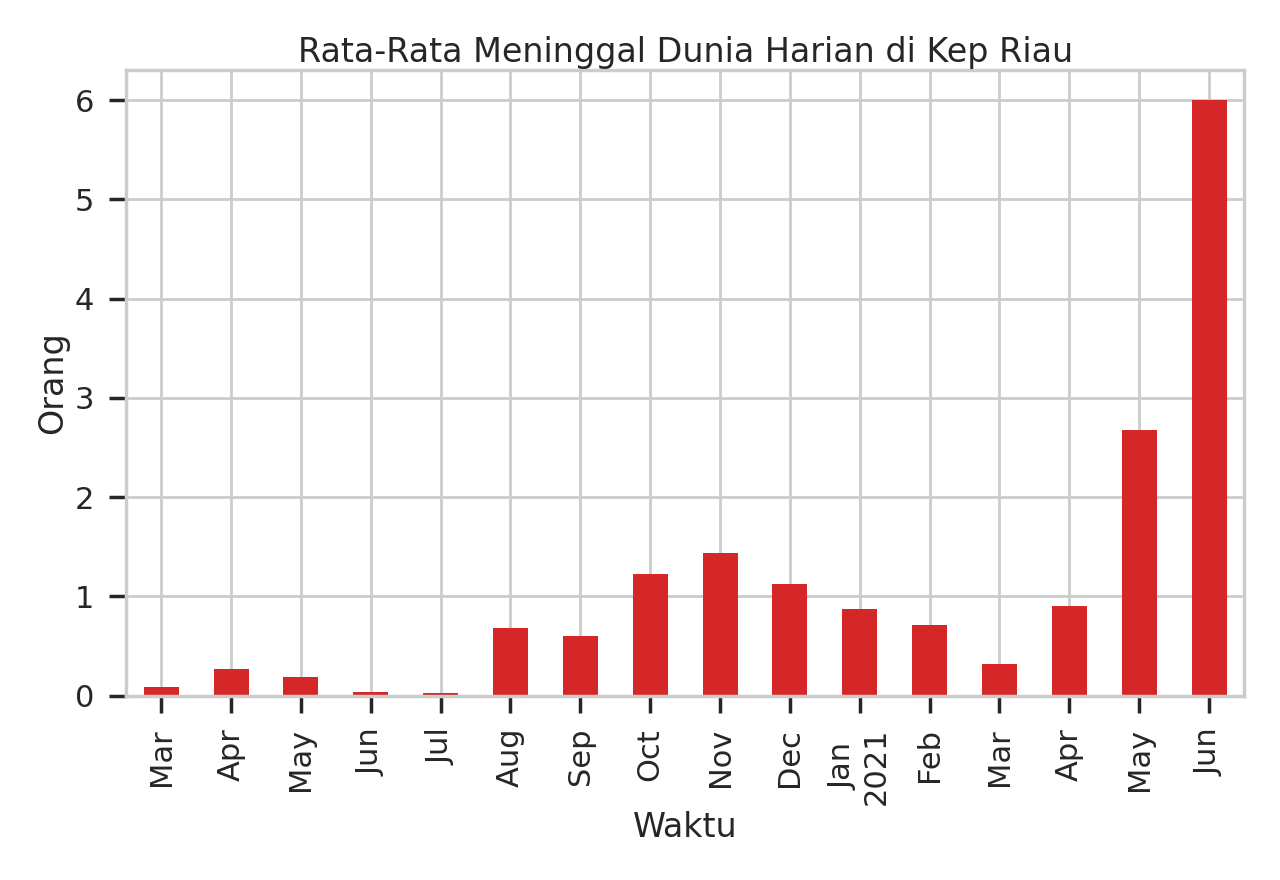 Rata-Rata Meninggal Dunia Harian di Kep Riau
6
5
4
3
2
1
0
Orang
Mar
Apr
May
Jun
Jul
Aug
Sep
Oct
Nov
Dec
Jan
2021
Feb
Mar
Apr
May
Jun
Waktu